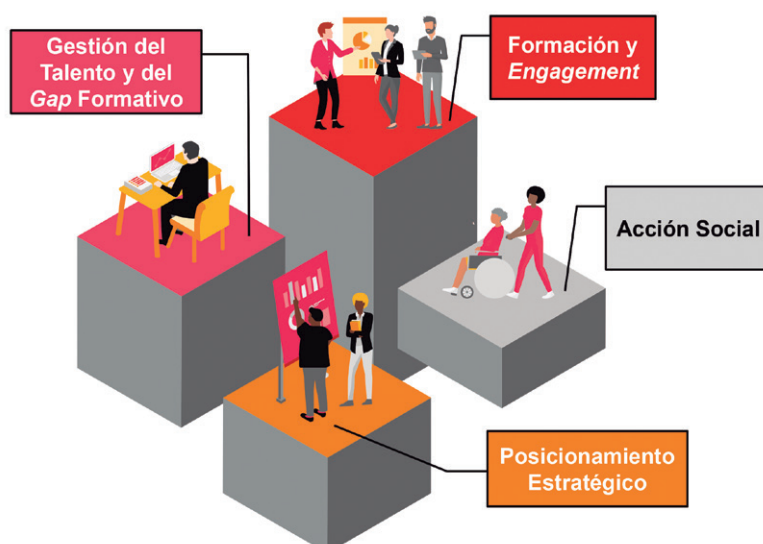 Gestión del
Talento y del
Gap Formativo
Formación y
Engagement
Acción Social
Posicionamiento
Estratégico